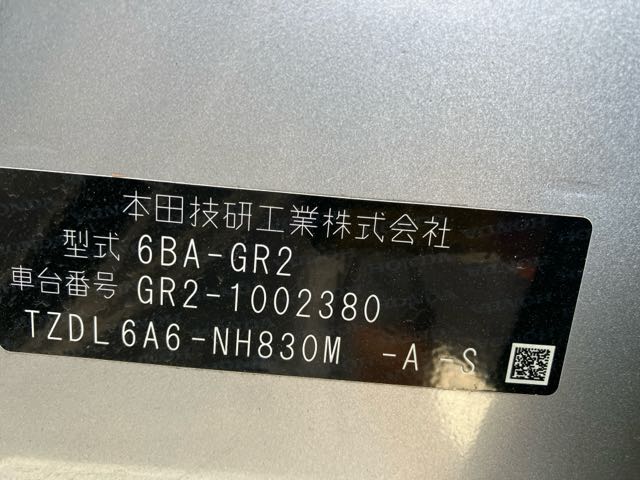 本田技研工業株式会社
型式 6BA-GR2
車台番号 GR2-1002380
TZDL 6A6-NH830M -A -S